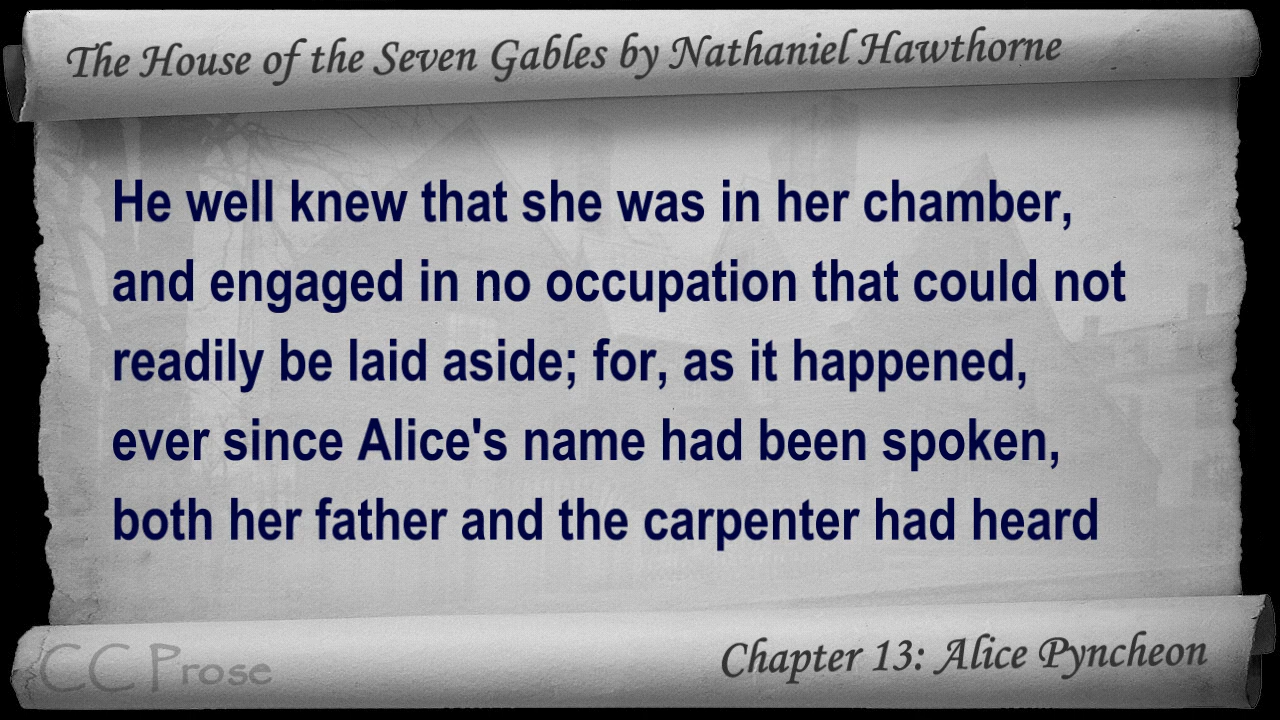 The House of the Seven Gables by Nathaniel Hawthorne
He well knew that she was in her chamber,
and engaged in no occupation that could not
readily be laid aside; for, as it happened,
ever since Alice's name had been spoken,
both her father and the carpenter had heard
CC Prose
Chapter 13: Alice Pyncheon